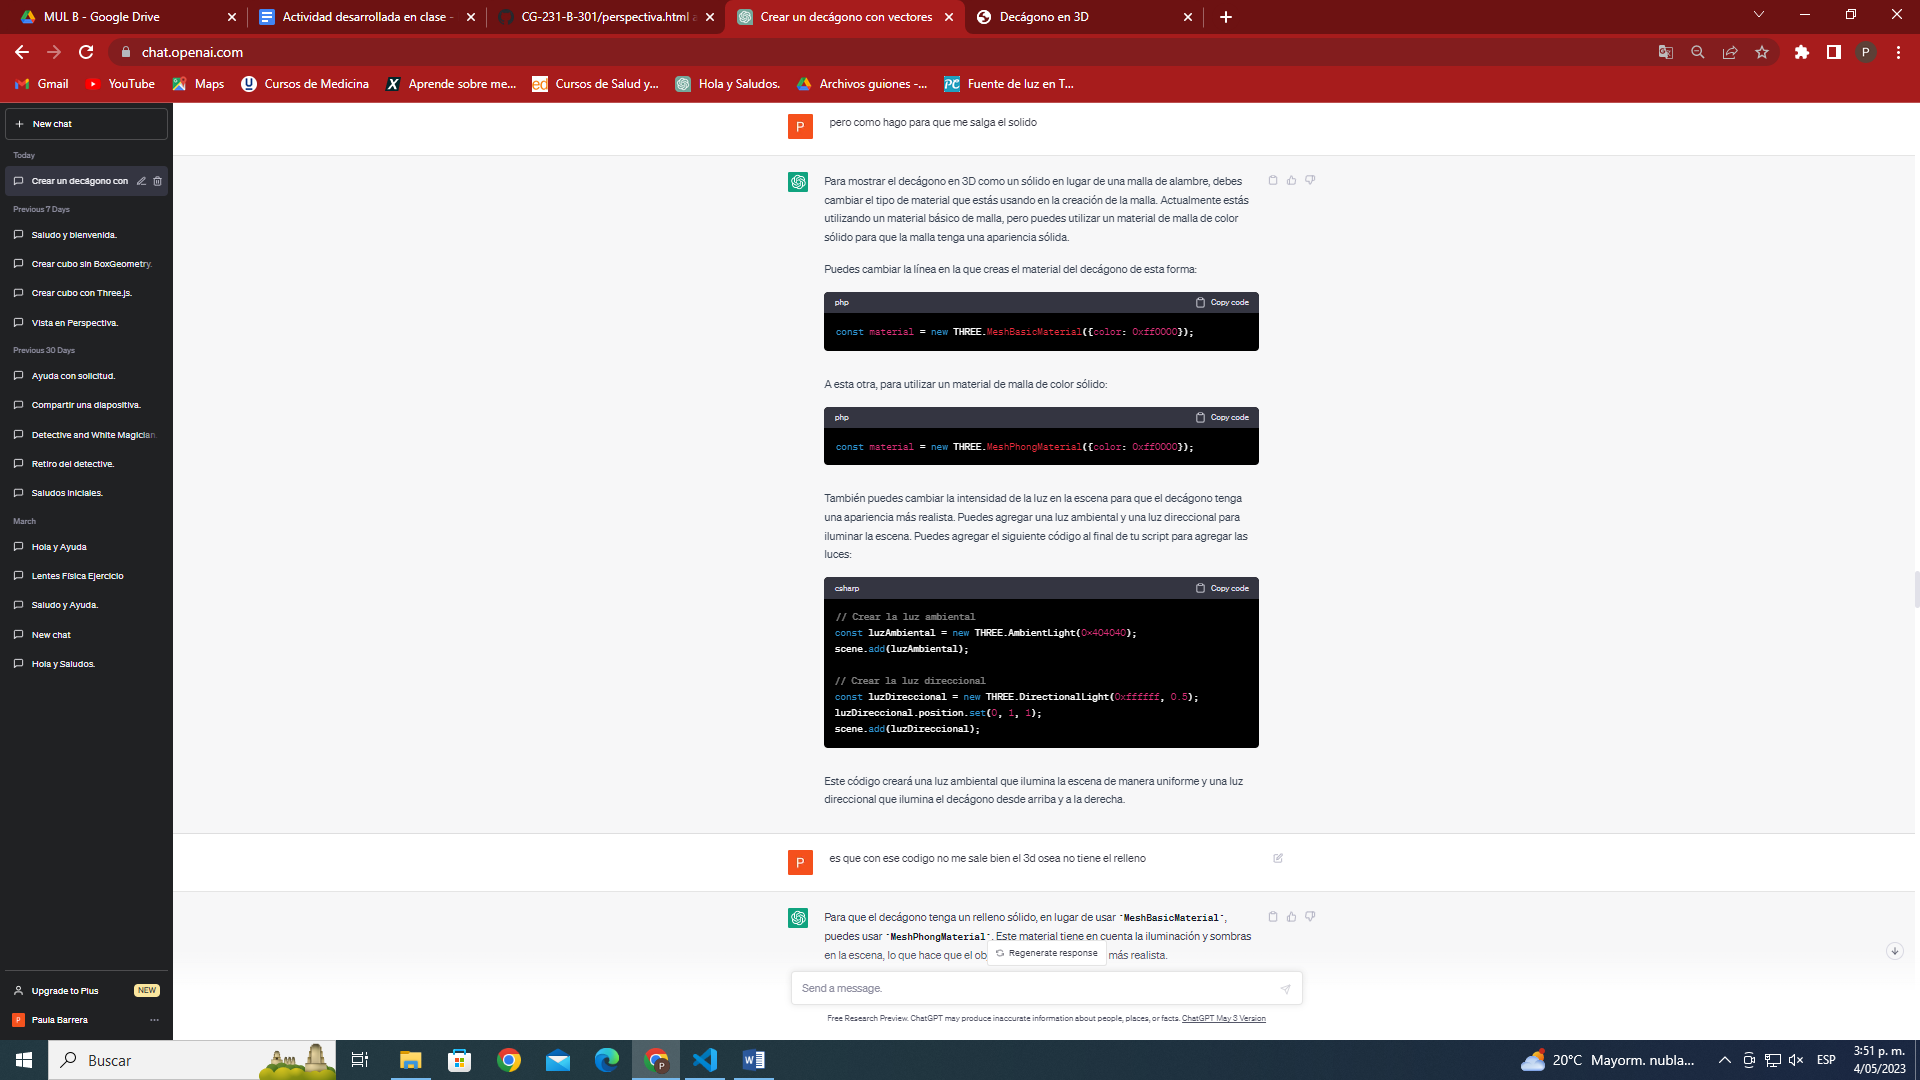 MUL B - Google Drive
Actividad desarrollada en clase -
CG-231-B-301/perspectiva.html a
Crear un decágono con vectores
Decágono en 3D
chat.openai.com
P
Gmail
YouTube
Maps
Cursos de Medicina
Aprende sobre me...
Cursos de Salud y...
Hola y Saludos.
Archivos guiones -...
Fuente de luz en T...
New chat
Today
Crear un decágono con
Previous 7 Days
Saludo y bienvenida.
Crear cubo sin BoxGeometry.
Crear cubo con Three.js.
Vista en Perspectiva.
Previous 30 Days
Ayuda con solicitud.
Compartir una diapositiva.
Detective and White Magician.
Retiro del detective.
Saludos iniciales.
March
Hola y Ayuda
Lentes Física Ejercicio
Saludo y Ayuda.
New chat
Hola y Saludos.
Upgrade to Plus
NEW
P
Paula Barrera
P
pero como hago para que me salga el solido
Para mostrar el decágono en 3D como un sólido en lugar de una malla de alambre, debes
cambiar el tipo de material que estás usando en la creación de la malla. Actualmente estás
utilizando un material básico de malla, pero puedes utilizar un material de malla de color
sólido para que la malla tenga una apariencia sólida.
Puedes cambiar la línea en la que creas el material del decágono de esta forma:
php
Copy code
const material = new THREE.MeshBasicMaterial({color: 0xff0000});
A esta otra, para utilizar un material de malla de color sólido:
php
Copy code
const material = new THREE.MeshPhongMaterial({color: 0xff0000});
También puedes cambiar la intensidad de la luz en la escena para que el decágono tenga
una apariencia más realista. Puedes agregar una luz ambiental y una luz direccional para
iluminar la escena. Puedes agregar el siguiente código al final de tu script para agregar las
luces:
csharp
Copy code
// Crear la luz ambiental
const luzAmbiental = new THREE.AmbientLight(0x404040);
scene.add(luzAmbiental);
// Crear la luz direccional
const luzDireccional = new THREE.DirectionalLight(0xffffff, 0.5);
luzDireccional.position.set(0, 1, 1);
scene.add(luzDireccional);
Este código creará una luz ambiental que ilumina la escena de manera uniforme y una luz
direccional que ilumina el decágono desde arriba y a la derecha.
P
es que con ese codigo no me sale bien el 3d osea no tiene el relleno
Para que el decágono tenga un relleno sólido, en lugar de usar `MeshBasicMaterial`,
puedes usar `MeshPhongMaterial`. Este material tiene en cuenta la iluminación y sombras
en la escena, lo que hace que el ob
más realista.
Regenerate response
Send a message.
Free Research Preview. ChatGPT may produce inaccurate information about people, places, or facts. ChatGPT May 3 Version
Buscar
P
20°C Mayorm. nubla...
ESP
3:51 p. m.
4/05/2023